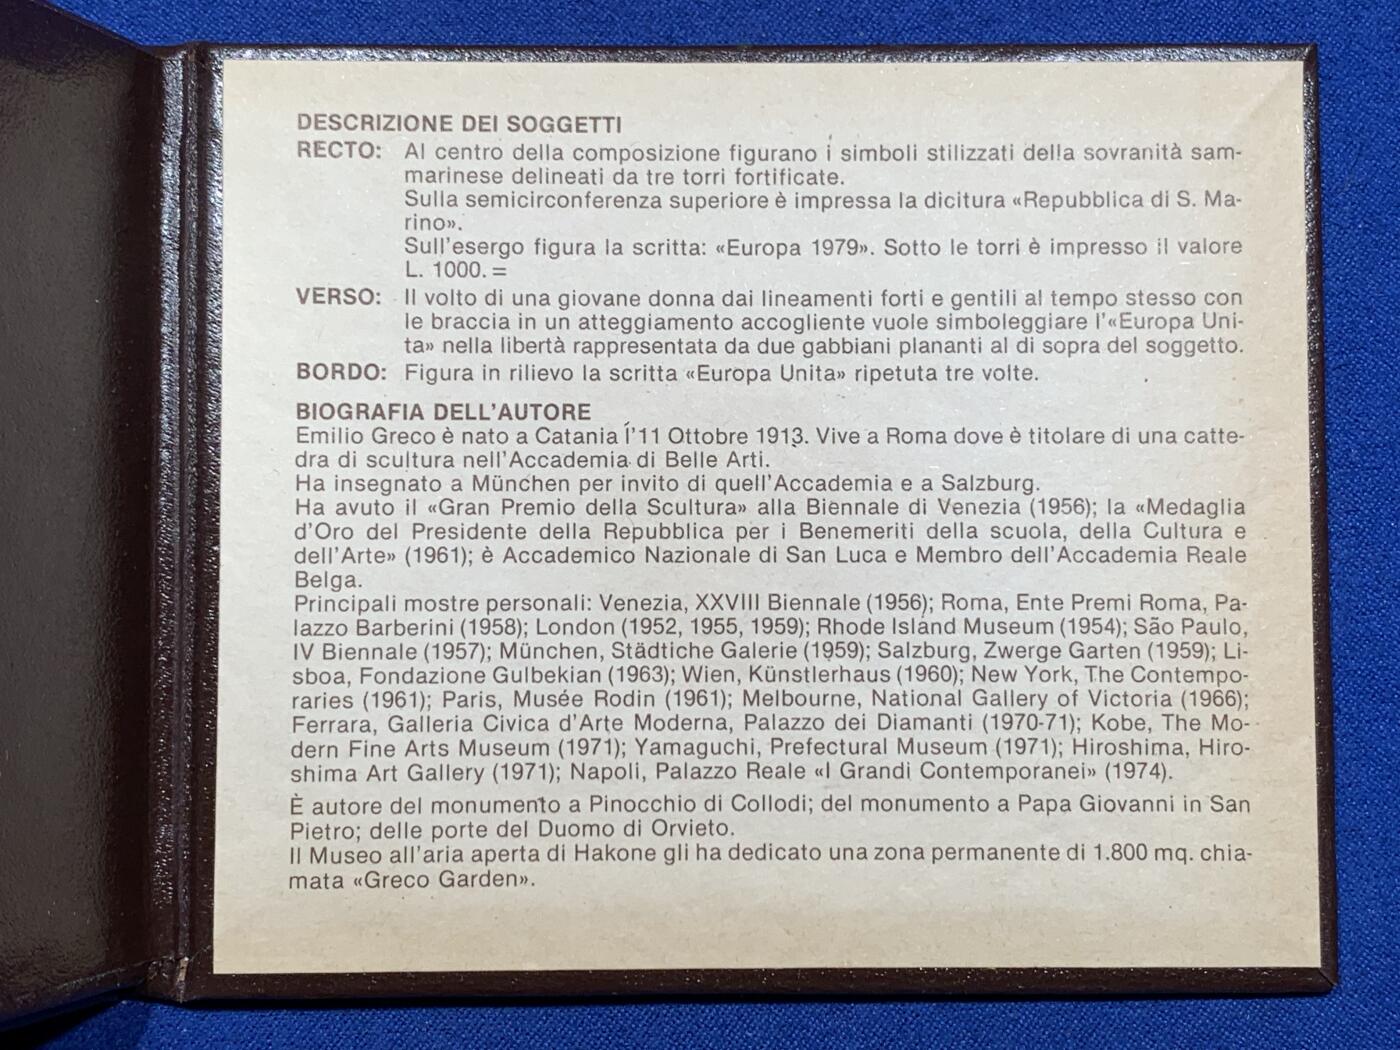 DESCRIZIONE DEI SOGGETTI
RECTO: Al centro della composizione figurano i simboli stilizzati della sovranità sam-
marinese delineati da tre torri fortificate.
Sulla semicirconferenza superiore è impressa la dicitura «Repubblica di S. Ma-
rino».
Sull'esergo figura la scritta: «Europa 1979». Sotto le torri è impresso il valore
L. 1000. =
VERSO: Il volto di una giovane donna dai lineamenti forti e gentili al tempo stesso con
le braccia in un atteggiamento accogliente vuole simboleggiare l'«Europa Uni-
ta» nella libertà rappresentata da due gabbiani plananti al di sopra del soggetto.
BORDO: Figura in rilievo la scritta «Europa Unita» ripetuta tre volte.
BIOGRAFIA DELL'AUTORE
Emilio Greco è nato a Catania l'11 Ottobre 1913. Vive a Roma dove è titolare di una catte-
dra di scultura nell'Accademia di Belle Arti.
Ha insegnato a München per invito di quell'Accademia e a Salzburg.
Ha avuto il «Gran Premio della Scultura» alla Biennale di Venezia (1956); la «Medaglia
d'Oro del Presidente della Repubblica per i Benemeriti della scuola, della Cultura e
dell'Arte» (1961); è Accademico Nazionale di San Luca e Membro dell'Accademia Reale
Belga.
Principali mostre personali: Venezia, XXVIII Biennale (1956); Roma, Ente Premi Roma, Pa-
lazzo Barberini (1958); London (1952, 1955, 1959); Rhode Island Museum (1954); São Paulo,
IV Biennale (1957); München, Städtiche Galerie (1959); Salzburg, Zwerge Garten (1959); Li-
sboa, Fondazione Gulbekian (1963); Wien, Künstlerhaus (1960); New York, The Contempo-
raries (1961); Paris, Musée Rodin (1961); Melbourne, National Gallery of Victoria (1966);
Ferrara, Galleria Civica d'Arte Moderna, Palazzo dei Diamanti (1970-71); Kobe, The Mo-
dern Fine Arts Museum (1971); Yamaguchi, Prefectural Museum (1971); Hiroshima, Hiro-
shima Art Gallery (1971); Napoli, Palazzo Reale «I Grandi Contemporanei» (1974).
È autore del monumento a Pinocchio di Collodi; del monumento a Papa Giovanni in San
Pietro; delle porte del Duomo di Orvieto.
Il Museo all'aria aperta di Hakone gli ha dedicato una zona permanente di 1.800 mq. chia-
mata «Greco Garden».